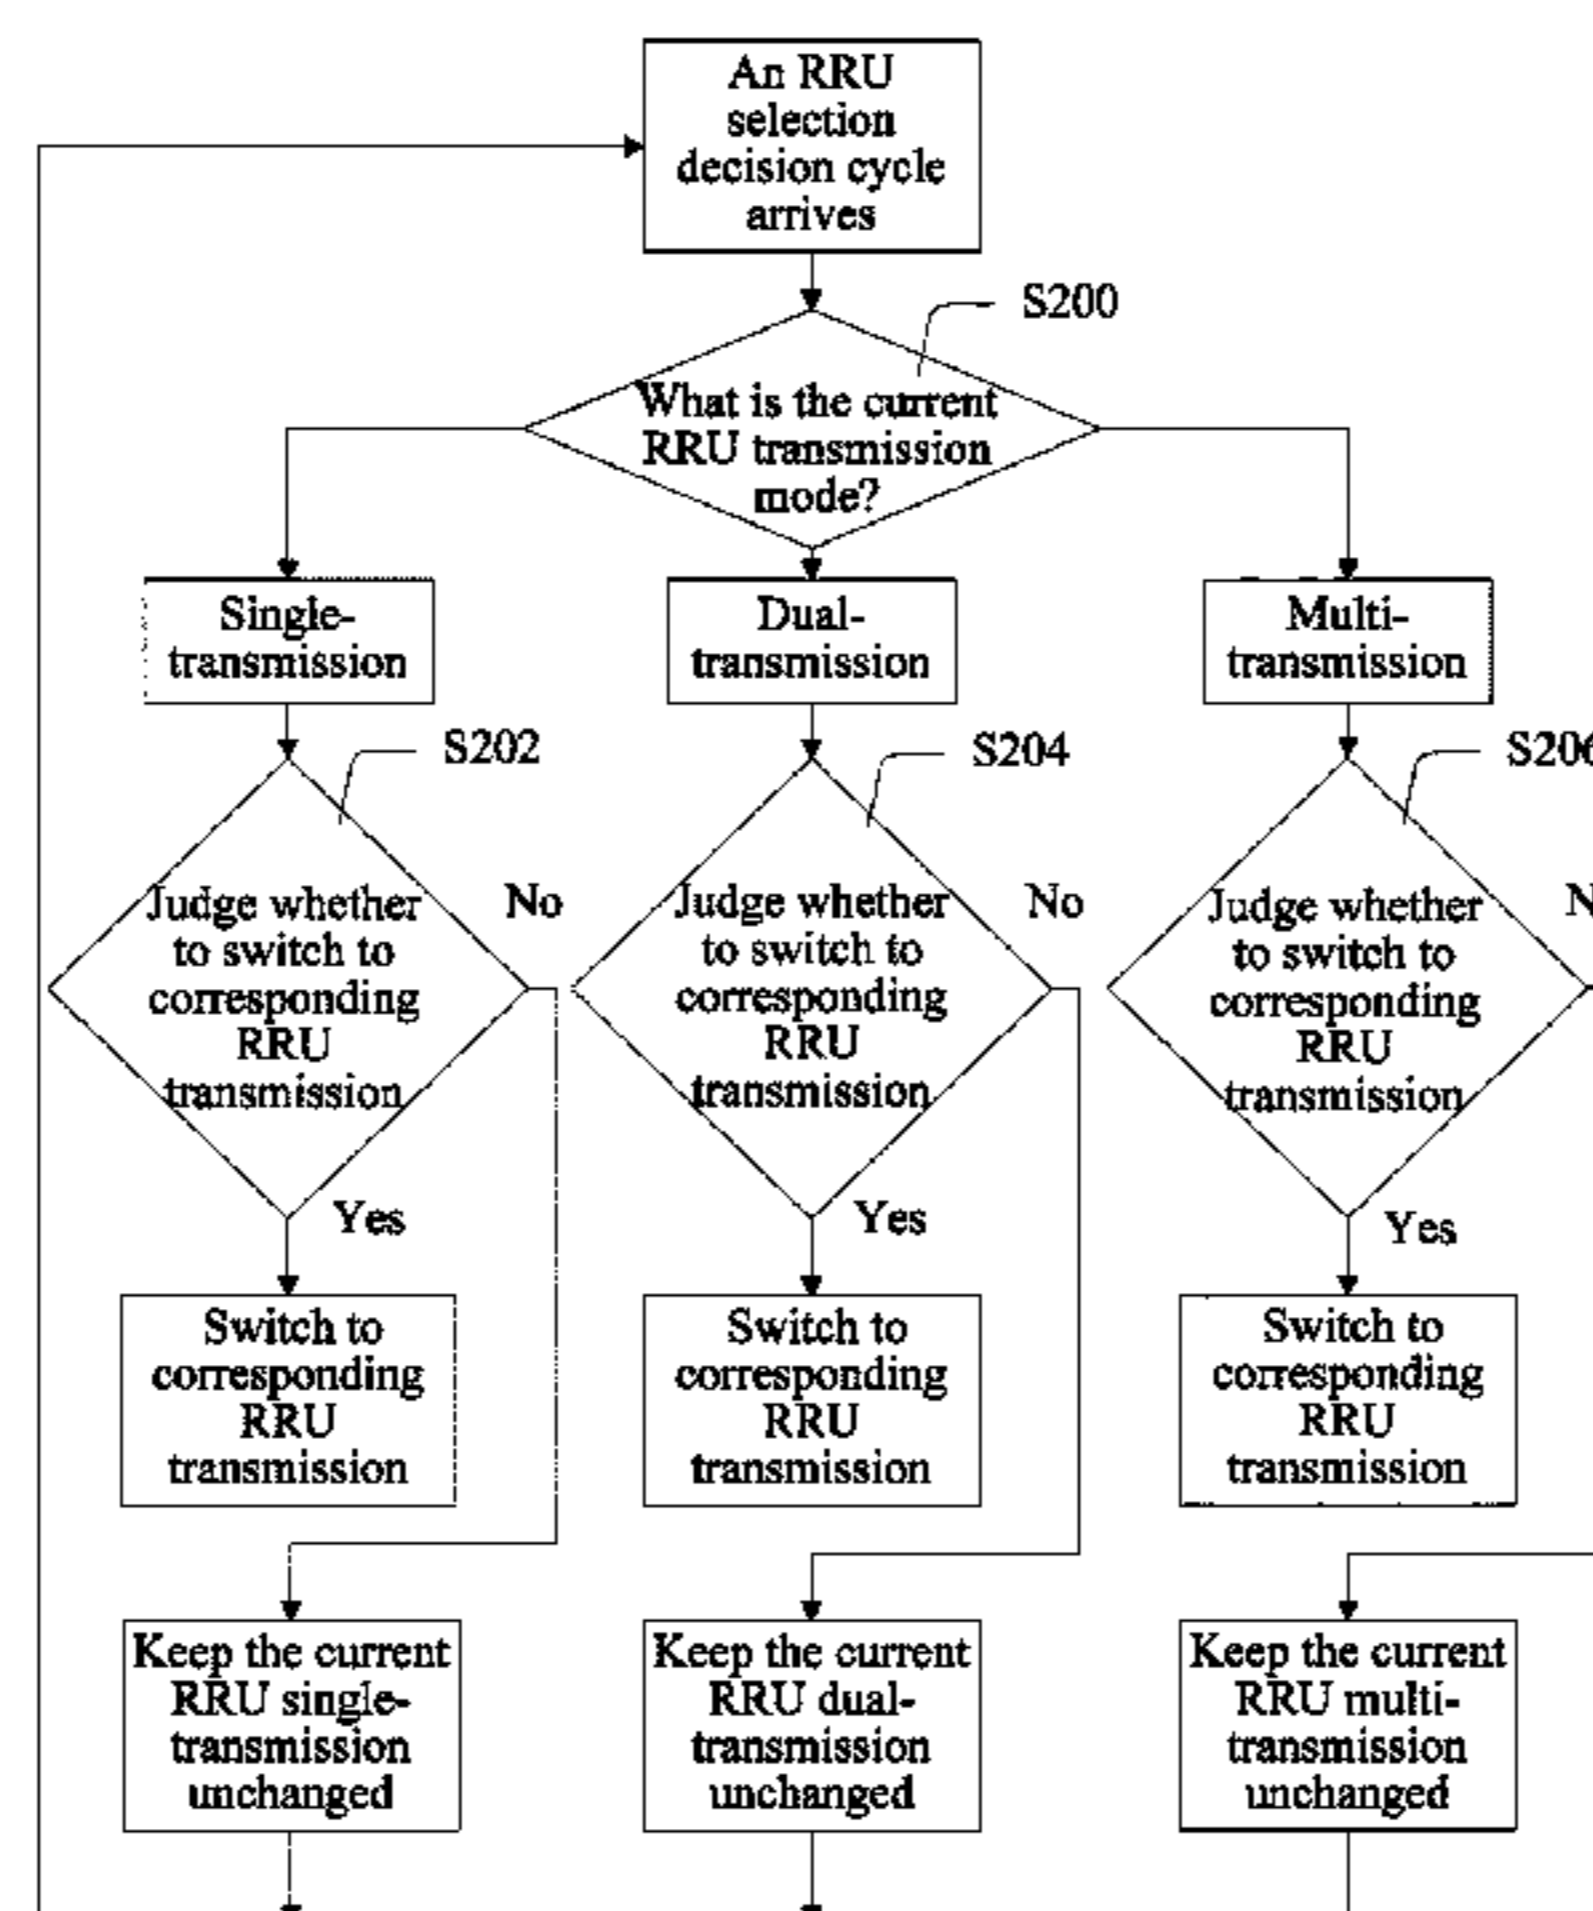 An RRU
selection
decision cycle
arrives
S200
What is the current
RRU transmission
mode?
Single-
transmission
Dual-
transmission
Multi-
transmission
S202
S204
S206
Judge whether
to switch to
corresponding
RRU
transmission
No
Judge whether
to switch to
corresponding
RRU
transmission
No
Judge whether
to switch to
corresponding
RRU
transmission
Yes
Yes
Yes
Switch to
corresponding
RRU
transmission
Switch to
corresponding
RRU
transmission
Switch to
corresponding
RRU
transmission
Keep the current
RRU single-
transmission
unchanged
Keep the current
RRU dual-
transmission
unchanged
Keep the current
RRU multi-
transmission
unchanged